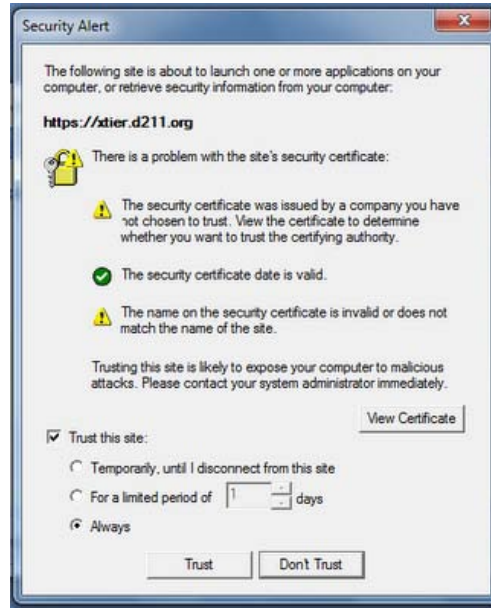 Security Alert
The following site is about to launch one or more applications on your
computer, or retrieve security information from your computer:
https://xtier.d211.org
There is a problem with the site's security certificate:
The security certificate was issued by a company you have
not chosen to trust. View the certificate to determine
whether you want to trust the certifying authority.
The security certificate date is valid.
The name on the security certificate is invalid or does not
match the name of the site.
Trusting this site is likely to expose your computer to malicious
attacks. Please contact your system administrator immediately.
View Certificate
Trust this site:
Temporarily, until I disconnect from this site
For a limited period of 1 days
Always
Trust Don't Trust